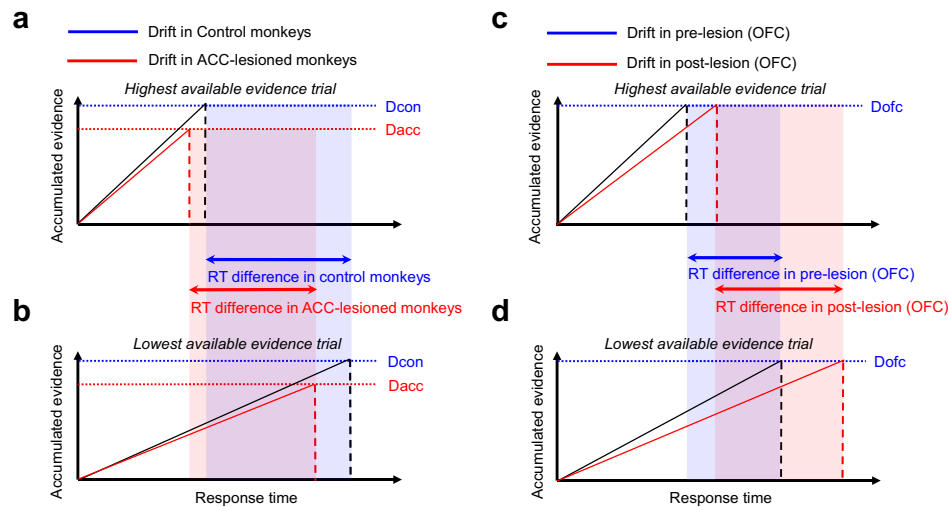 a
Drift in Control monkeys
Drift in ACC-lesioned monkeys
Highest available evidence trial
Dcon
Dacc
Accumulated evidence
RT difference in control monkeys
RT difference in ACC-lesioned monkeys
b
Lowest available evidence trial
Dcon
Dacc
Accumulated evidence
Response time
c
Drift in pre-lesion (OFC)
Drift in post-lesion (OFC)
Highest available evidence trial
Dofc
Accumulated evidence
RT difference in pre-lesion (OFC)
RT difference in post-lesion (OFC)
d
Lowest available evidence trial
Dofc
Accumulated evidence
Response time